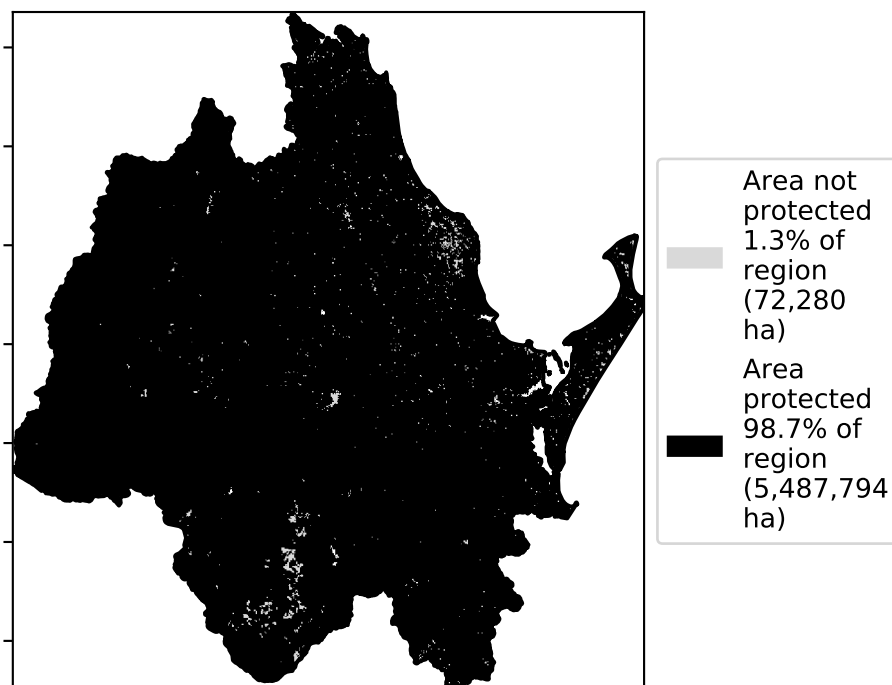 Area not
protected
1.3% of
region
(72,280
ha)
Area
protected
98.7% of
region
(5,487,794
ha)